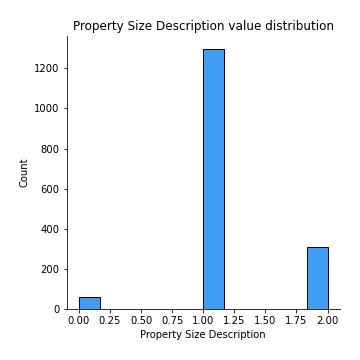 Property Size Description value distribution
1200
1000
800
600
400
200
0
Count
0.00 0.25 0.50 0.75 1.00 1.25 1.50 1.75 2.00
Property Size Description